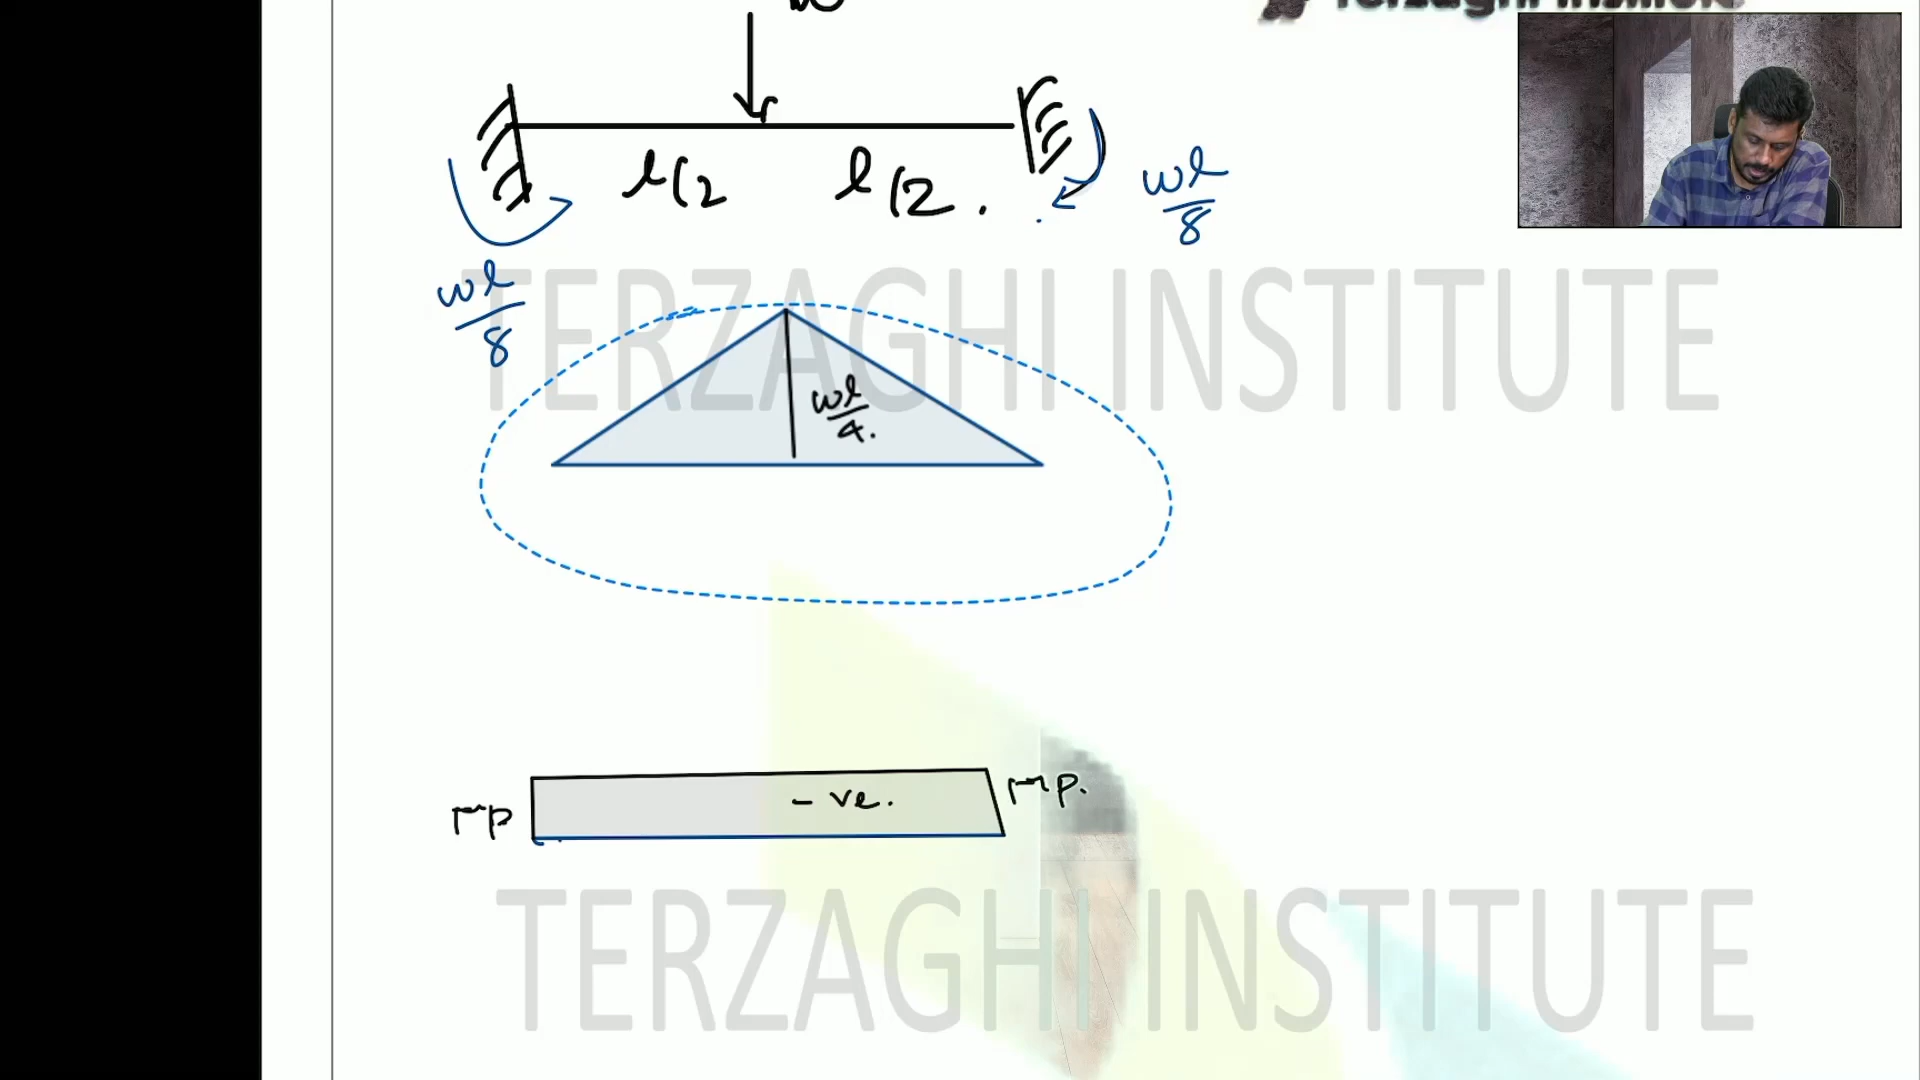 l/2 l/2.
wl/8
wl/8
TERZAGHI INSTITUTE
wl/4.
- ve.
Mp Mp.
TERZAGHI INSTITUTE